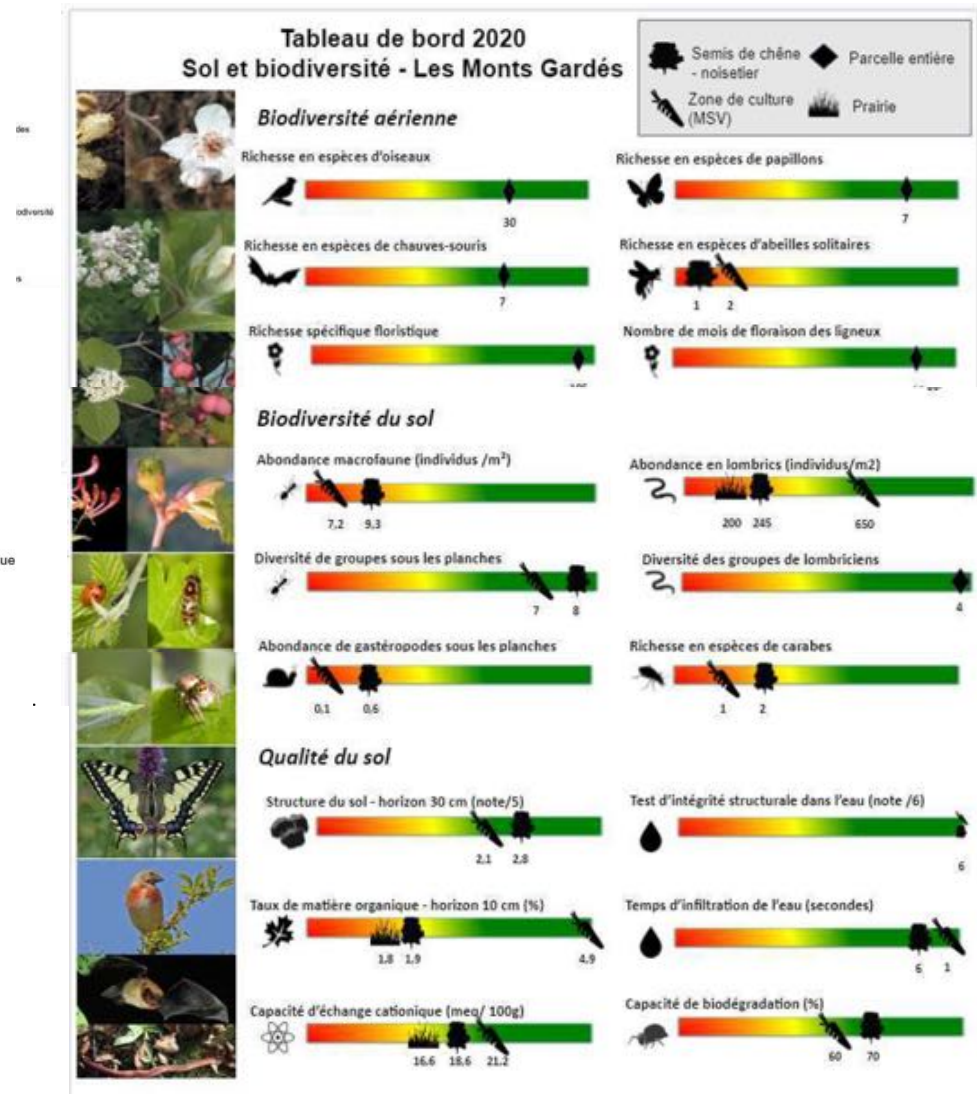 Tableau de bord 2020
Sol et biodiversité - Les Monts Gardés
Semis de chêne
- noisetier
Parcelle entière
Zone de culture
(MSV)
Prairie
des
odiversité
s
ue
.
Biodiversité aérienne
Richesse en espèces d'oiseaux
30
Richesse en espèces de papillons
7
Richesse en espèces de chauves-souris
7
Richesse en espèces d'abeilles solitaires
1 2
Richesse spécifique floristique
Nombre de mois de floraison des ligneux
Biodiversité du sol
Abondance macrofaune (individus /m²)
7,2 9,3
Abondance en lombrics (individus/m2)
200 245 650
Diversité de groupes sous les planches
7 8
Diversité des groupes de lombriciens
4
Abondance de gastéropodes sous les planches
0,1 0,6
Richesse en espèces de carabes
1 2
Qualité du sol
Structure du sol - horizon 30 cm (note/5)
2,1 2,8
Test d'intégrité structurale dans l'eau (note /6)
6
Taux de matière organique - horizon 10 cm (%)
1,8 1,9 4,9
Temps d'infiltration de l'eau (secondes)
6 1
Capacité d'échange cationique (meq/ 100g)
16,6 18,6 21,2
Capacité de biodégradation (%)
60 70